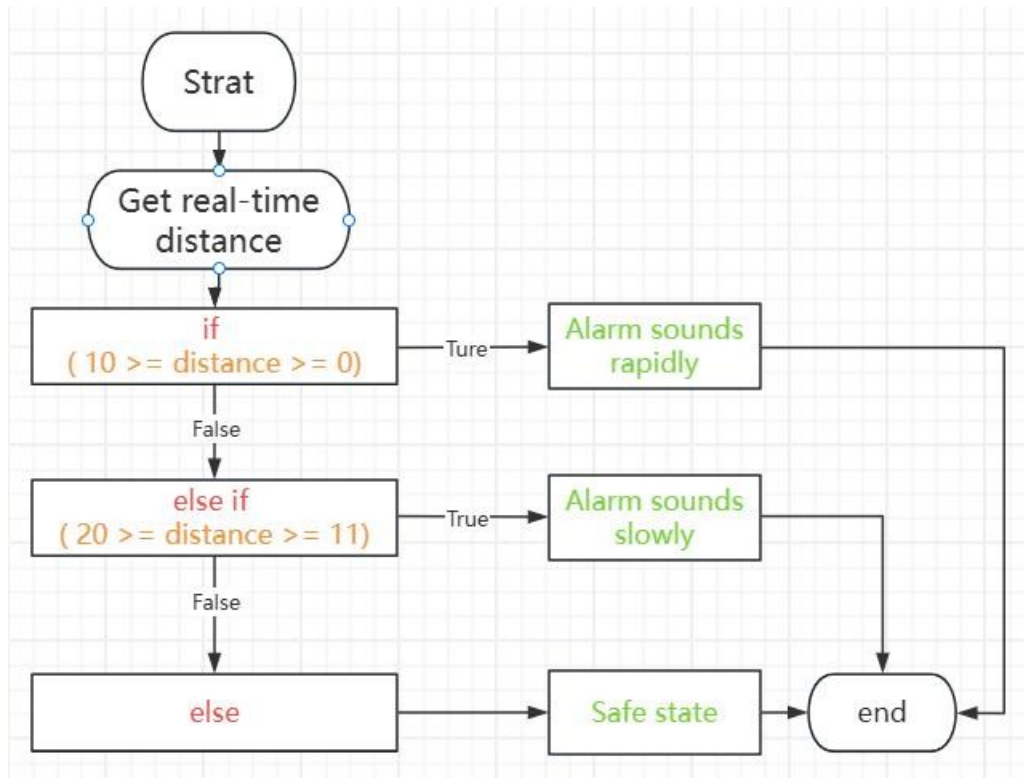 Strat
Get real-time
distance
if
( 10 >= distance >= 0)
Ture
Alarm sounds
rapidly
False
else if
( 20 >= distance >= 11)
True
Alarm sounds
slowly
False
else
Safe state
end